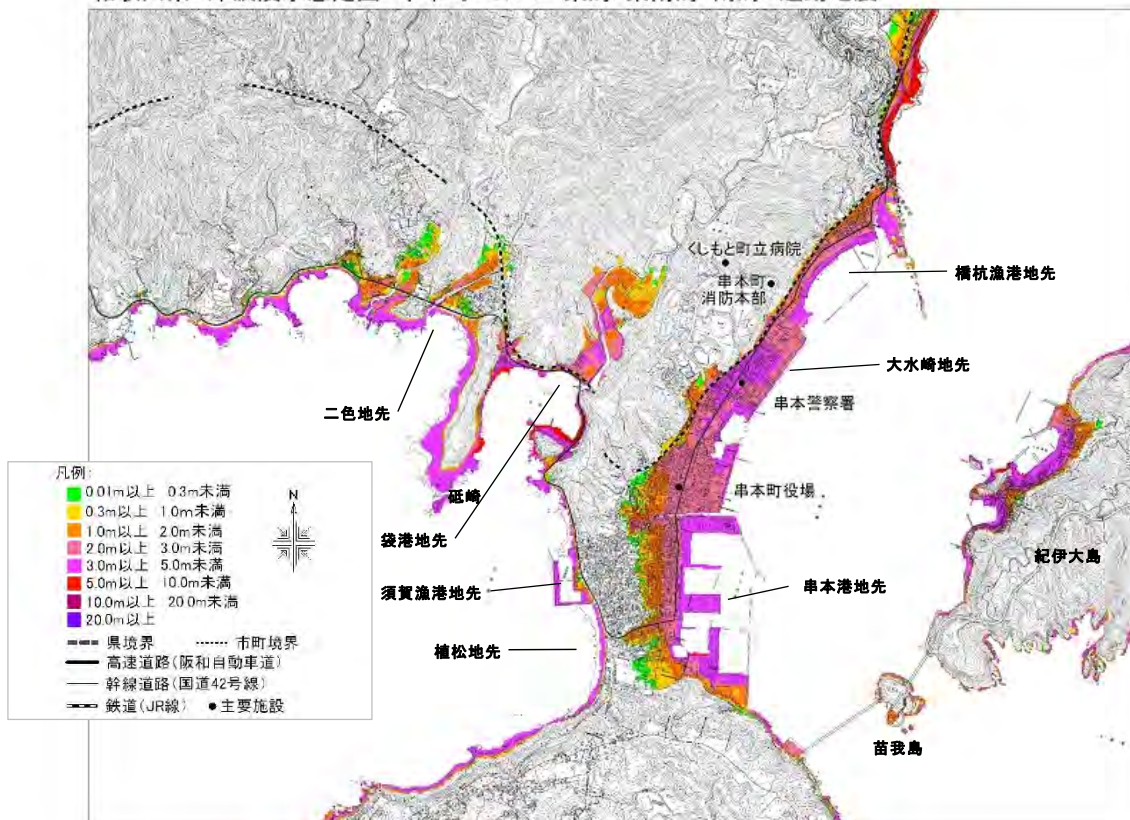 くしもと町立病院
串本町
消防本部
橋杭漁港地先
大水崎地先
串本警察署
二色地先
砥崎
串本町役場
袋港地先
紀伊大島
須賀漁港地先
串本港地先
植松地先
苗我島
凡例:
0.01m以上 0.3m未満
0.3m以上 1.0m未満
1.0m以上 2.0m未満
2.0m以上 3.0m未満
3.0m以上 5.0m未満
5.0m以上 10.0m未満
10.0m以上 20.0m未満
20.0m以上
N
県境界 市町境界
高速道路(阪和自動車道)
幹線道路(国道42号線)
鉄道(JR線) ●主要施設